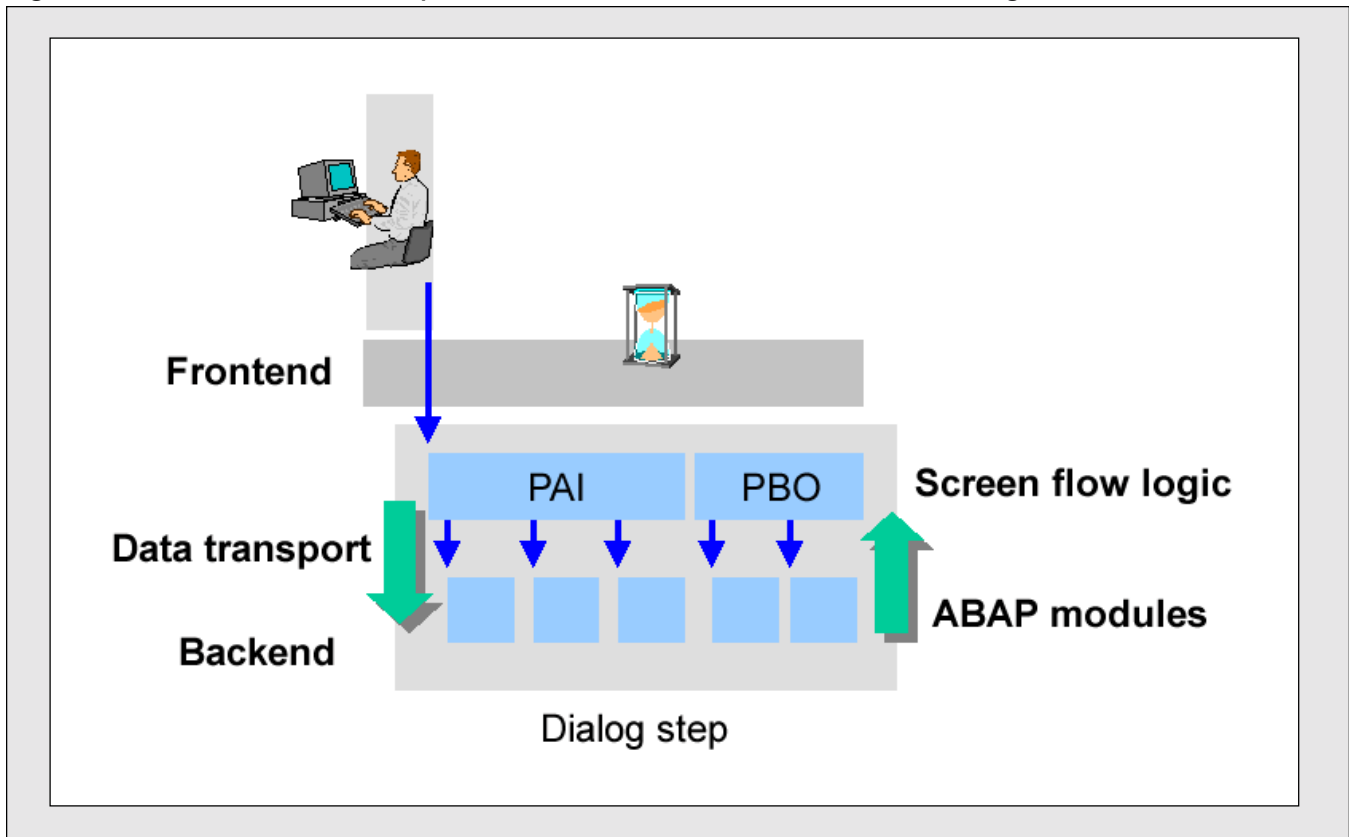 Frontend
PAI
PBO
Screen flow logic
Data transport
ABAP modules
Backend
Dialog step